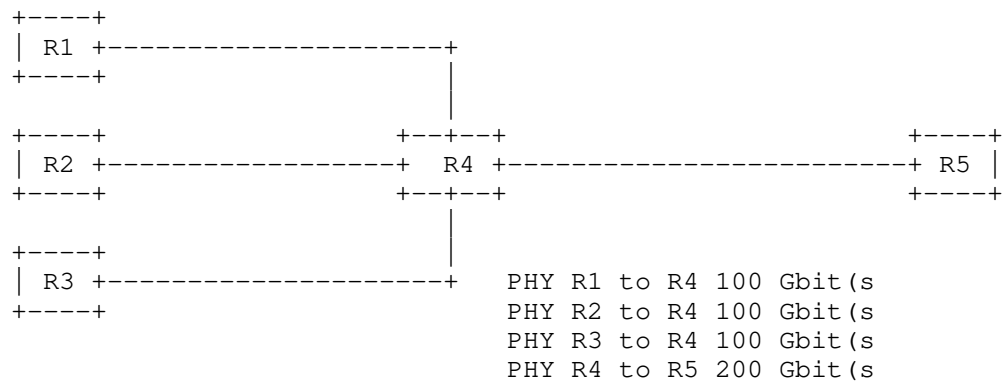 R1
R2 R4 R5
R3
PHY R1 to R4 100 Gbit(s
PHY R2 to R4 100 Gbit(s
PHY R3 to R4 100 Gbit(s
PHY R4 to R5 200 Gbit(s